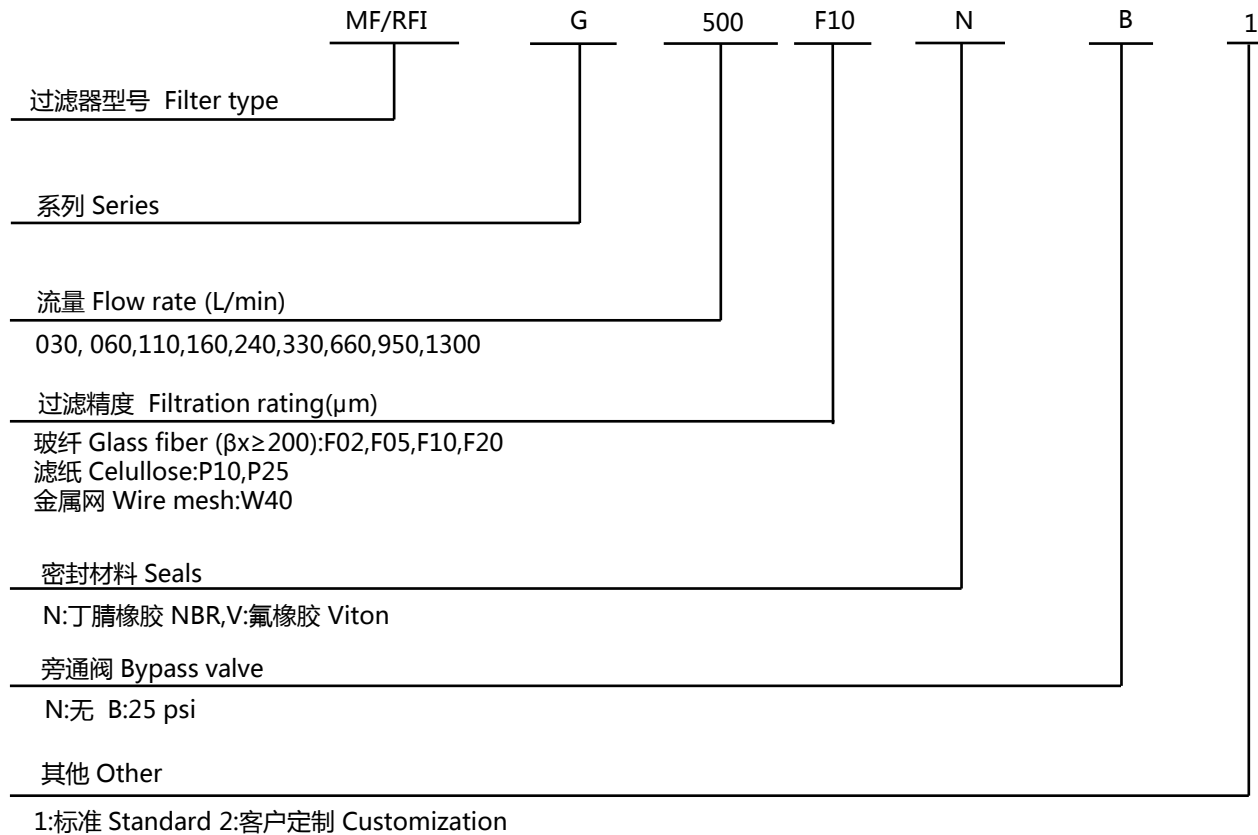 MF/RFI G 500 F10 N B 1
过滤器型号 Filter type
系列 Series
流量 Flow rate (L/min)
030, 060,110,160,240,330,660,950,1300
过滤精度 Filtration rating(μm)
玻纤 Glass fiber (βx≥200):F02,F05,F10,F20
滤纸 Celullose:P10,P25
金属网 Wire mesh:W40
密封材料 Seals
N:丁腈橡胶 NBR,V:氟橡胶 Viton
旁通阀 Bypass valve
N:无 B:25 psi
其他 Other
1:标准 Standard 2:客户定制 Customization